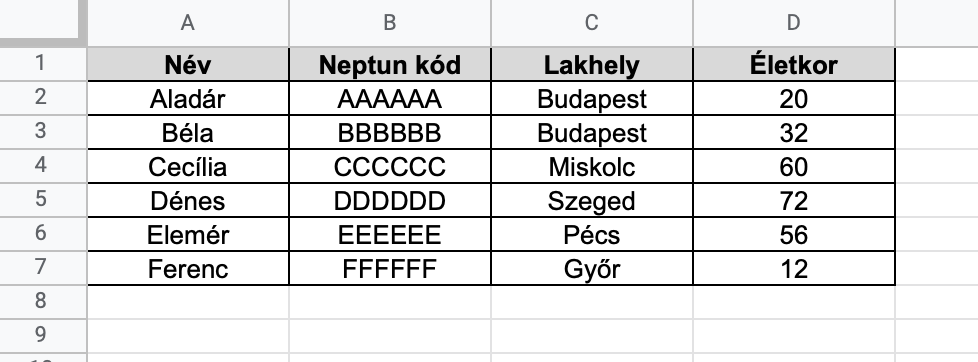 A B C D
1 Név Neptun kód Lakhely Életkor
2 Aladár AAAAAA Budapest 20
3 Béla BBBBBB Budapest 32
4 Cecília CCCCCC Miskolc 60
5 Dénes DDDDDD Szeged 72
6 Elemér EEEEEE Pécs 56
7 Ferenc FFFFFF Győr 12
8
9